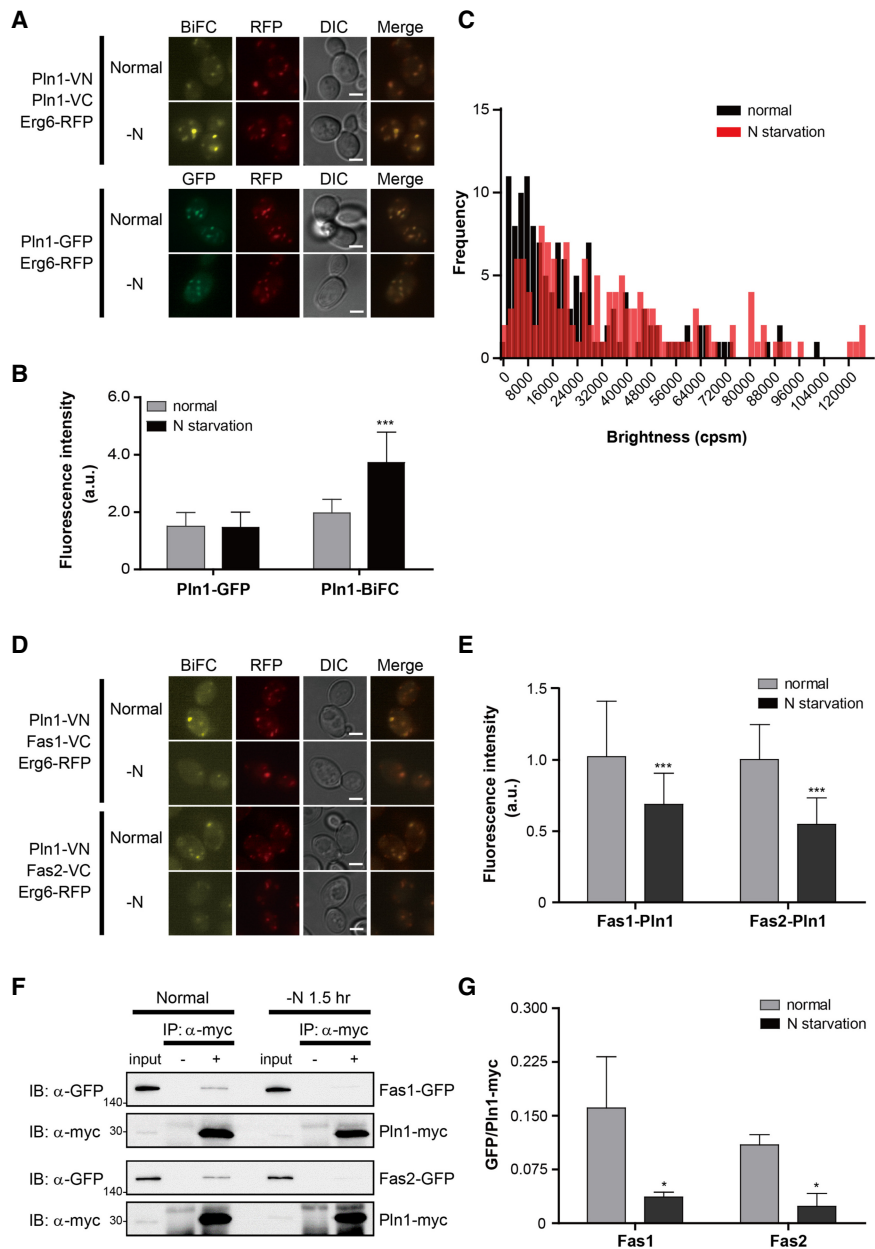 A
BiFC RFP DIC Merge
Pln1-VN
Pln1-VC
Erg6-RFP
Normal
-N
GFP RFP DIC Merge
Pln1-GFP
Erg6-RFP
Normal
-N
B
Fluorescence intensity
(a.u.)
6.0
4.0
2.0
0
normal
N starvation
***
Pln1-GFP Pln1-BiFC
C
Frequency
15
10
5
0
normal
N starvation
0 8000 16000 24000 32000 40000 48000 56000 64000 72000 80000 88000 96000 104000 120000
Brightness (cpsm)
D
BiFC RFP DIC Merge
Pln1-VN
Fas1-VC
Erg6-RFP
Normal
-N
Pln1-VN
Fas2-VC
Erg6-RFP
Normal
-N
E
Fluorescence intensity
(a.u.)
1.5
1.0
0.5
0
normal
N starvation
*** ***
Fas1-Pln1 Fas2-Pln1
F
Normal -N 1.5 hr
IP: α-myc IP: α-myc
input - + input - +
IB: α-GFP 140 Fas1-GFP
IB: α-myc 30 Pln1-myc
IB: α-GFP 140 Fas2-GFP
IB: α-myc 30 Pln1-myc
G
GFP/Pln1-myc
0.300
0.225
0.150
0.075
0
normal
N starvation
* *
Fas1 Fas2